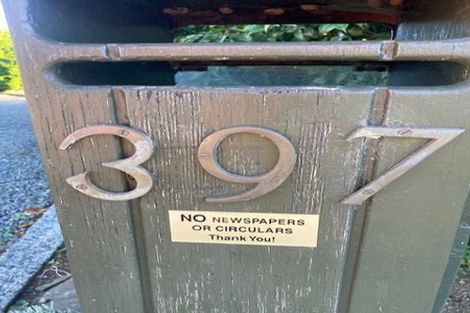 397
NO NEWSPAPERS
OR CIRCULARS
Thank You!